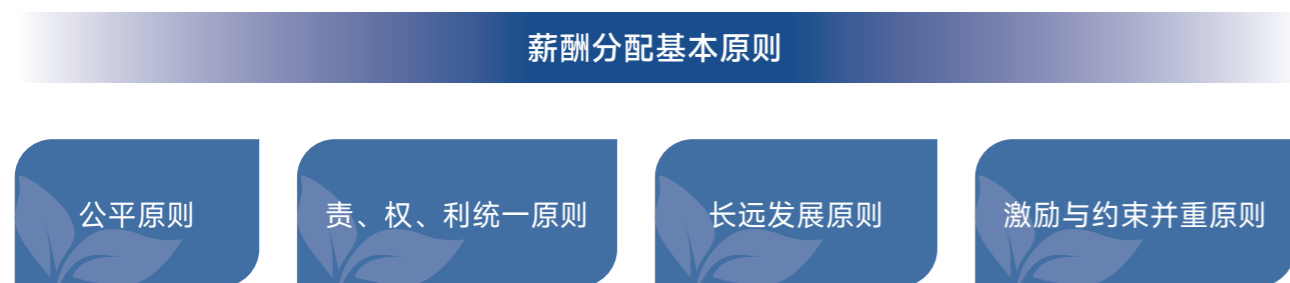 薪酬分配基本原则
公平原则
责、权、利统一原则
长远发展原则
激励与约束并重原则